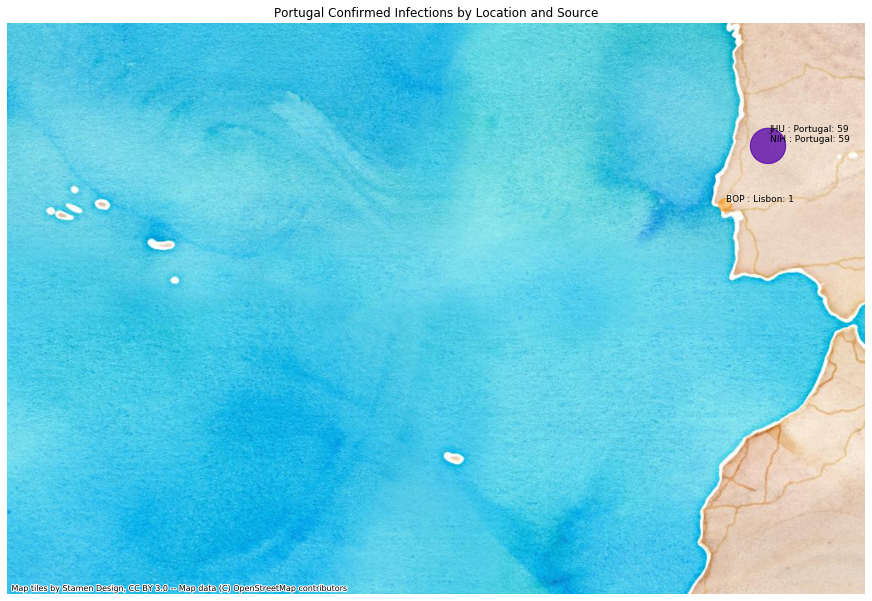 Portugal Confirmed Infections by Location and Source
JHU : Portugal: 59
NIH : Portugal: 59
BOP : Lisbon: 1
Map tiles by Stamen Design, CC BY 3.0 -- Map data (C) OpenStreetMap contributors